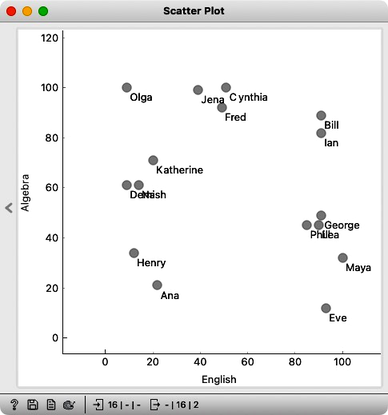 Scatter Plot
120
100
80
60
40
20
0
Algebra
Olga
Jena
Cynthia
Fred
Bill
Ian
Katherine
George
Lea
Maya
Henry
Ana
Eve
0 20 40 60 80 100
English
? 16 | - | - - | 16 | 2